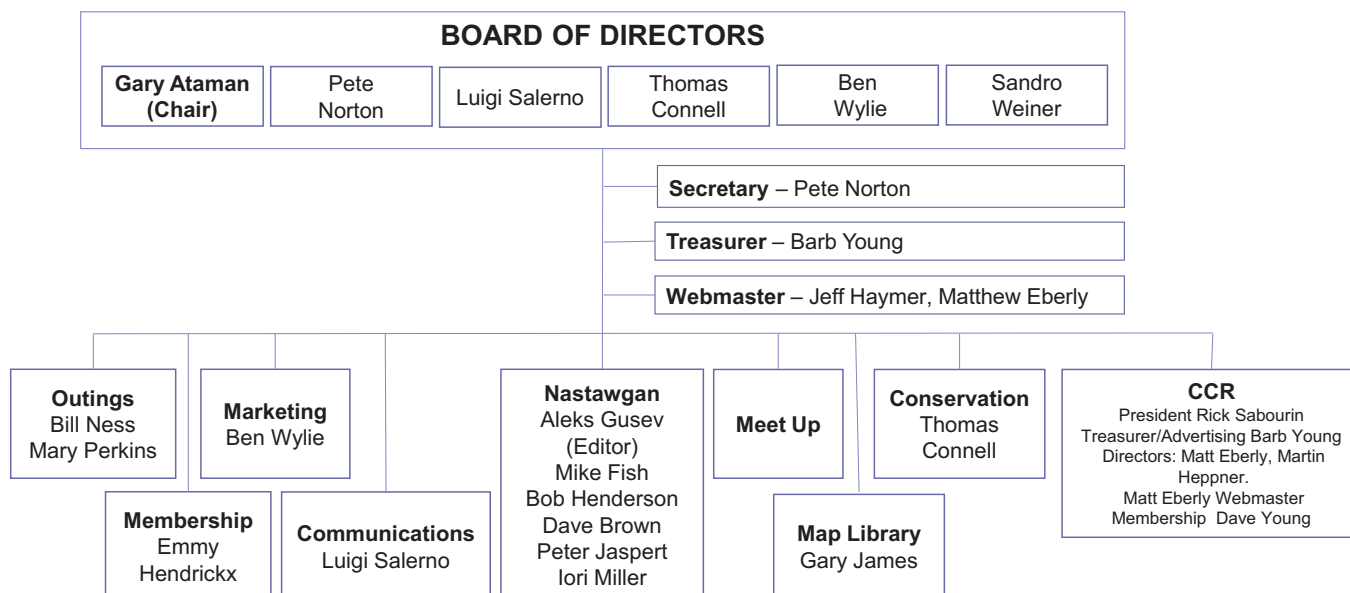 BOARD OF DIRECTORS
Gary Ataman
(Chair)
Pete
Norton
Luigi Salerno
Thomas
Connell
Ben
Wylie
Sandro
Weiner
Secretary – Pete Norton
Treasurer – Barb Young
Webmaster – Jeff Haymer, Matthew Eberly
Outings
Bill Ness
Mary Perkins
Membership
Emmy
Hendrickx
Marketing
Ben Wylie
Communications
Luigi Salerno
Nastawgan
Aleks Gusev
(Editor)
Mike Fish
Bob Henderson
Dave Brown
Peter Jaspert
Iori Miller
Meet Up
Map Library
Gary James
Conservation
Thomas
Connell
CCR
President Rick Sabourin
Treasurer/Advertising Barb Young
Directors: Matt Eberly, Martin
Heppner.
Matt Eberly Webmaster
Membership Dave Young